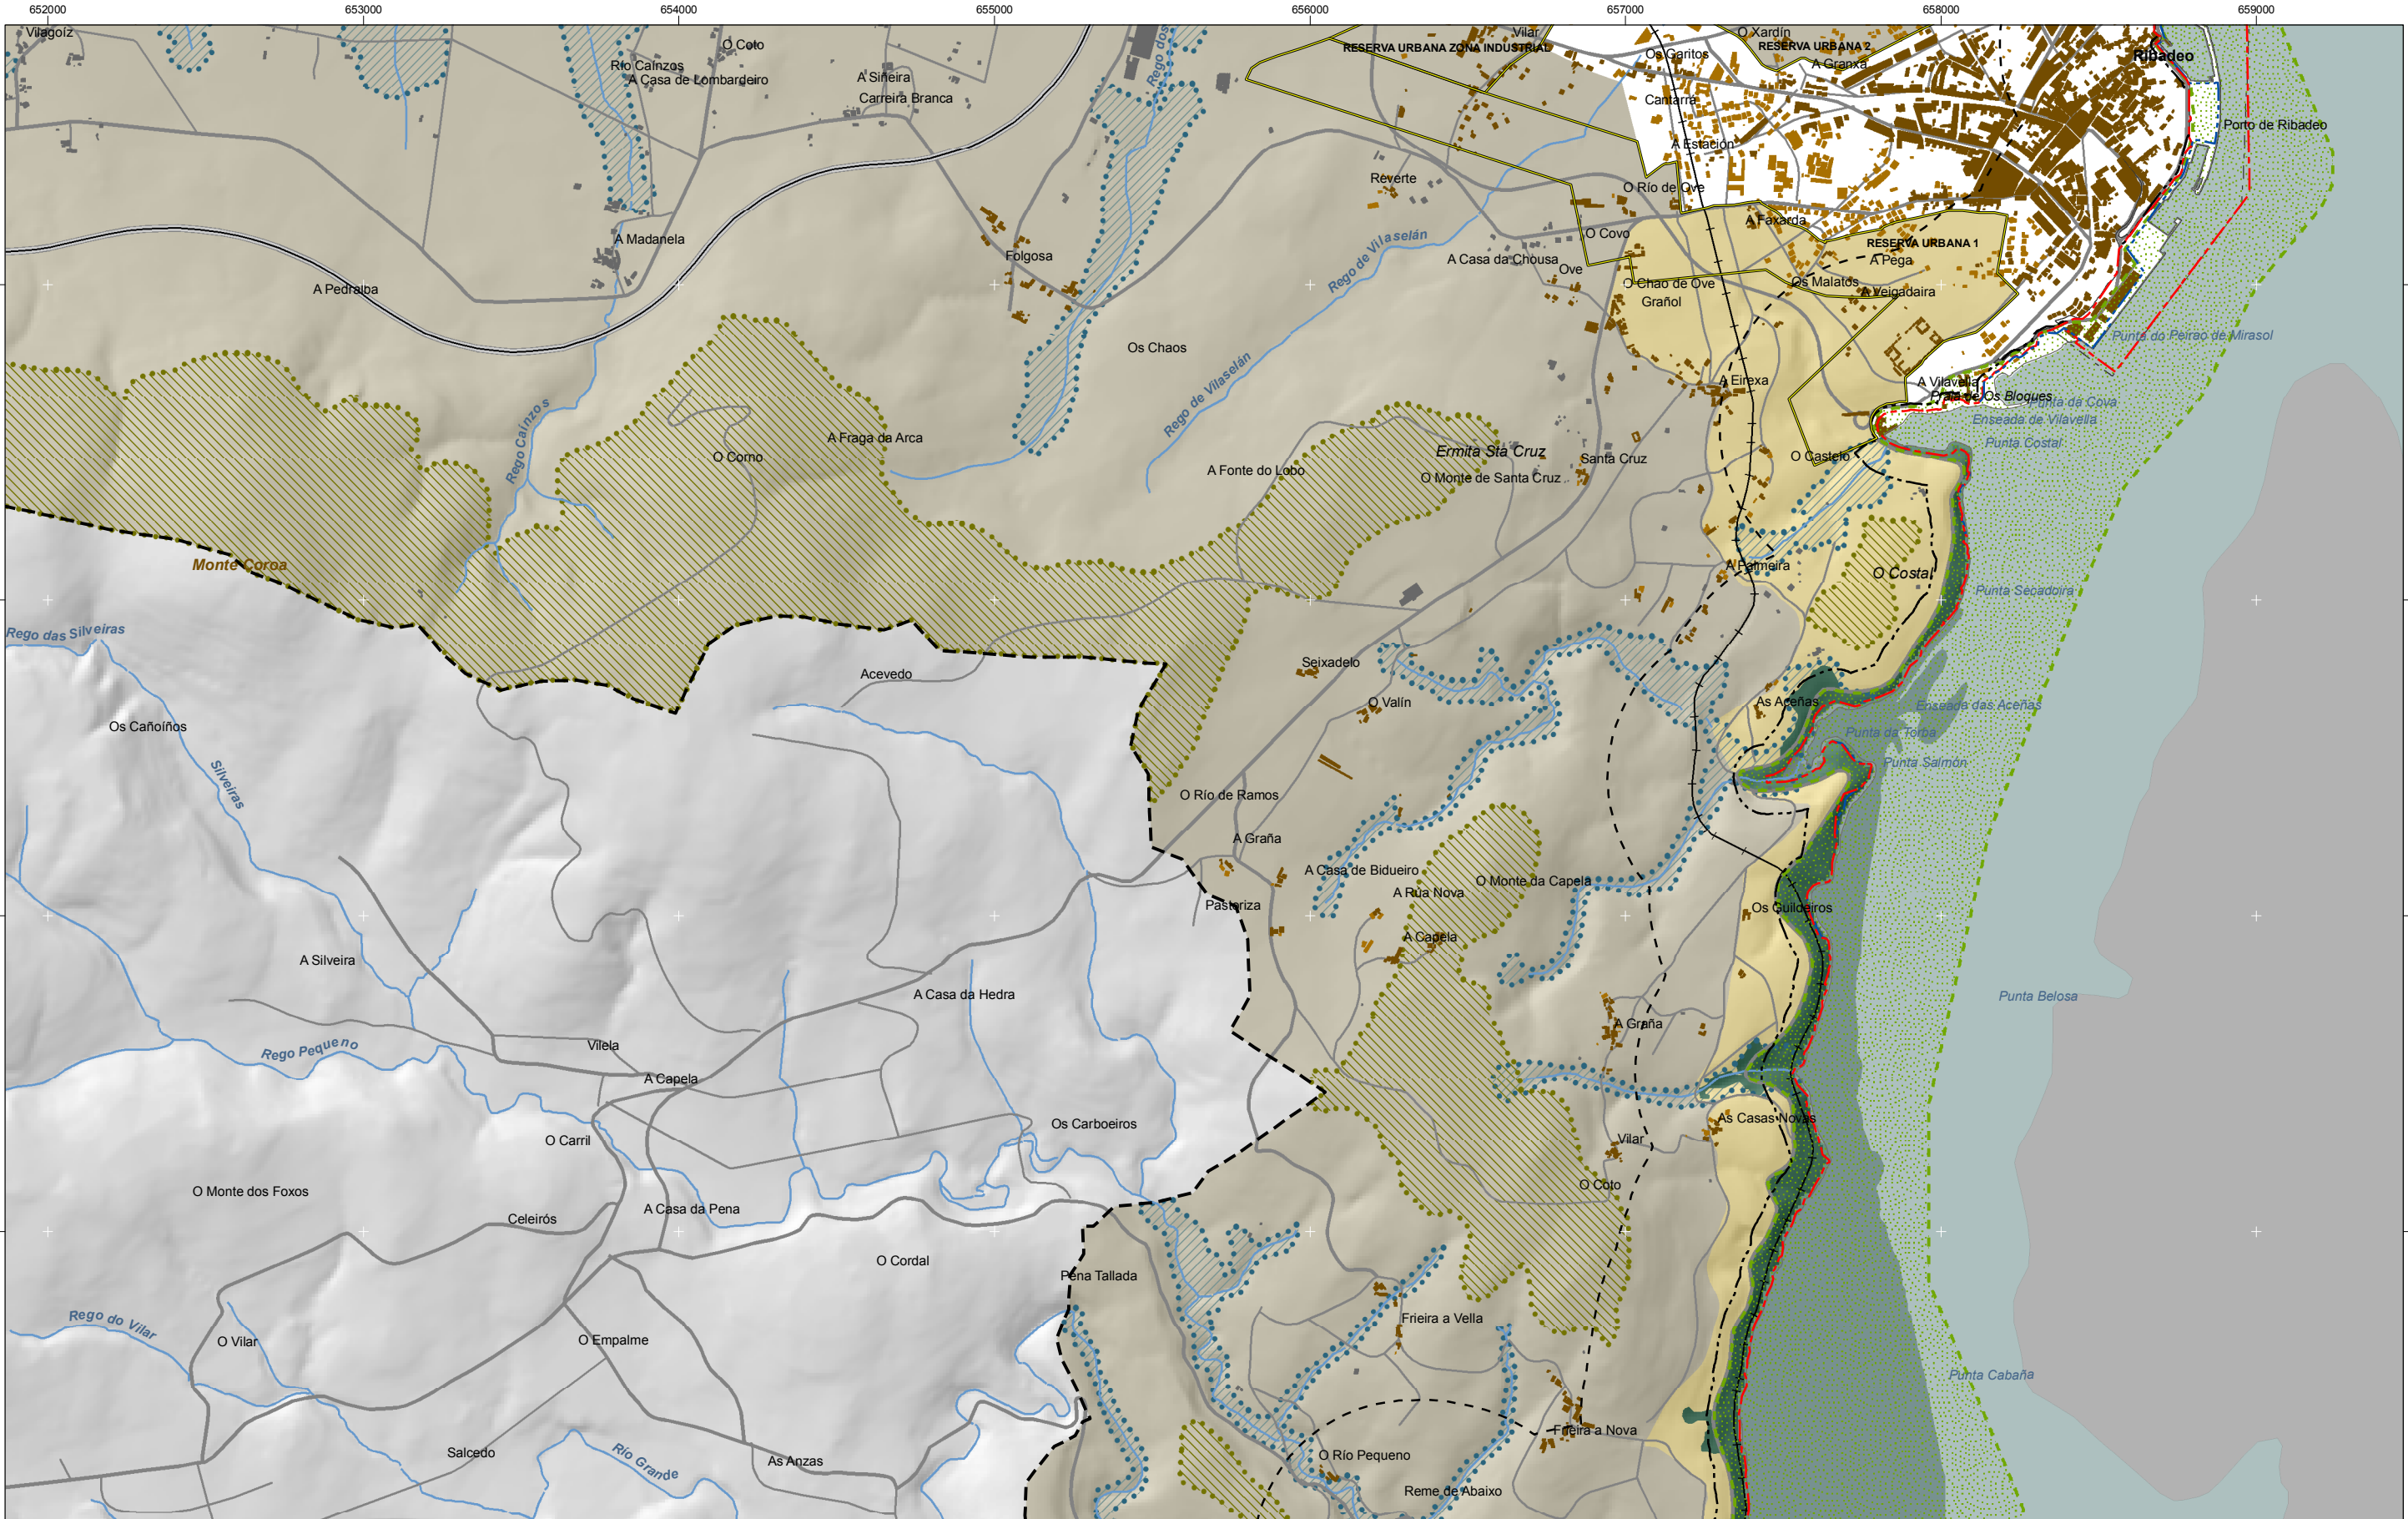 652000 653000 654000 655000 656000 657000 658000 659000
Vilagoíz
O Coto
Río Caínzos
A Casa de Lombardeiro
A Siñeira
Carreira Branca
Rego dos
RESERVA URBANA ZONA INDUSTRIAL
Vilar
Os Garitos
O Xardín
RESERVA URBANA 2
A Granxa
Ribadeo
Cantarra
Porto de Ribadeo
A Estación
Reverte
O Río de Ove
A Faxarda
O Covo
RESERVA URBANA 1
A Madanela
Folgosa
Rego de Vilaselán
A Casa da Chousa
Ove
A Pega
A Pedralba
O Chao de Ove
Os Malatos
A Veigadaira
Grañol
Punta do Peirao de Mirasol
Os Chaos
A Eirexa
A Vilavella
Praia de Os Bloques
Punta da Cova
Enseada de Vilavella
Rego de Vilaselán
Rego Caínzos
A Fraga da Arca
Punta Costal
O Corno
Ermita Sta Cruz
Santa Cruz
O Castelo
A Fonte do Lobo
O Monte de Santa Cruz
Monte Coroa
A Palmeira
O Costal
Punta Secadoira
Rego das Silveiras
Seixadelo
Acevedo
O Valín
As Aceñas
Enseada das Aceñas
Os Cañoíños
Punta da Torba
Punta Salmón
Silveiras
O Río de Ramos
A Graña
A Casa de Bidueiro
A Rúa Nova
O Monte da Capela
Pastoriza
Os Guildeiros
A Capela
A Silveira
A Casa da Hedra
Punta Belosa
A Graña
Vilela
Rego Pequeno
A Capela
As Casas Novas
Os Carboeiros
O Carril
Vilar
O Monte dos Foxos
O Coto
A Casa da Pena
Celeirós
O Cordal
Pena Tallada
Rego do Vilar
Frieira a Vella
O Vilar
O Empalme
Punta Cabaña
Frieira a Nova
Salcedo
Río Grande
As Anzas
O Río Pequeno
Reme de Abaixo